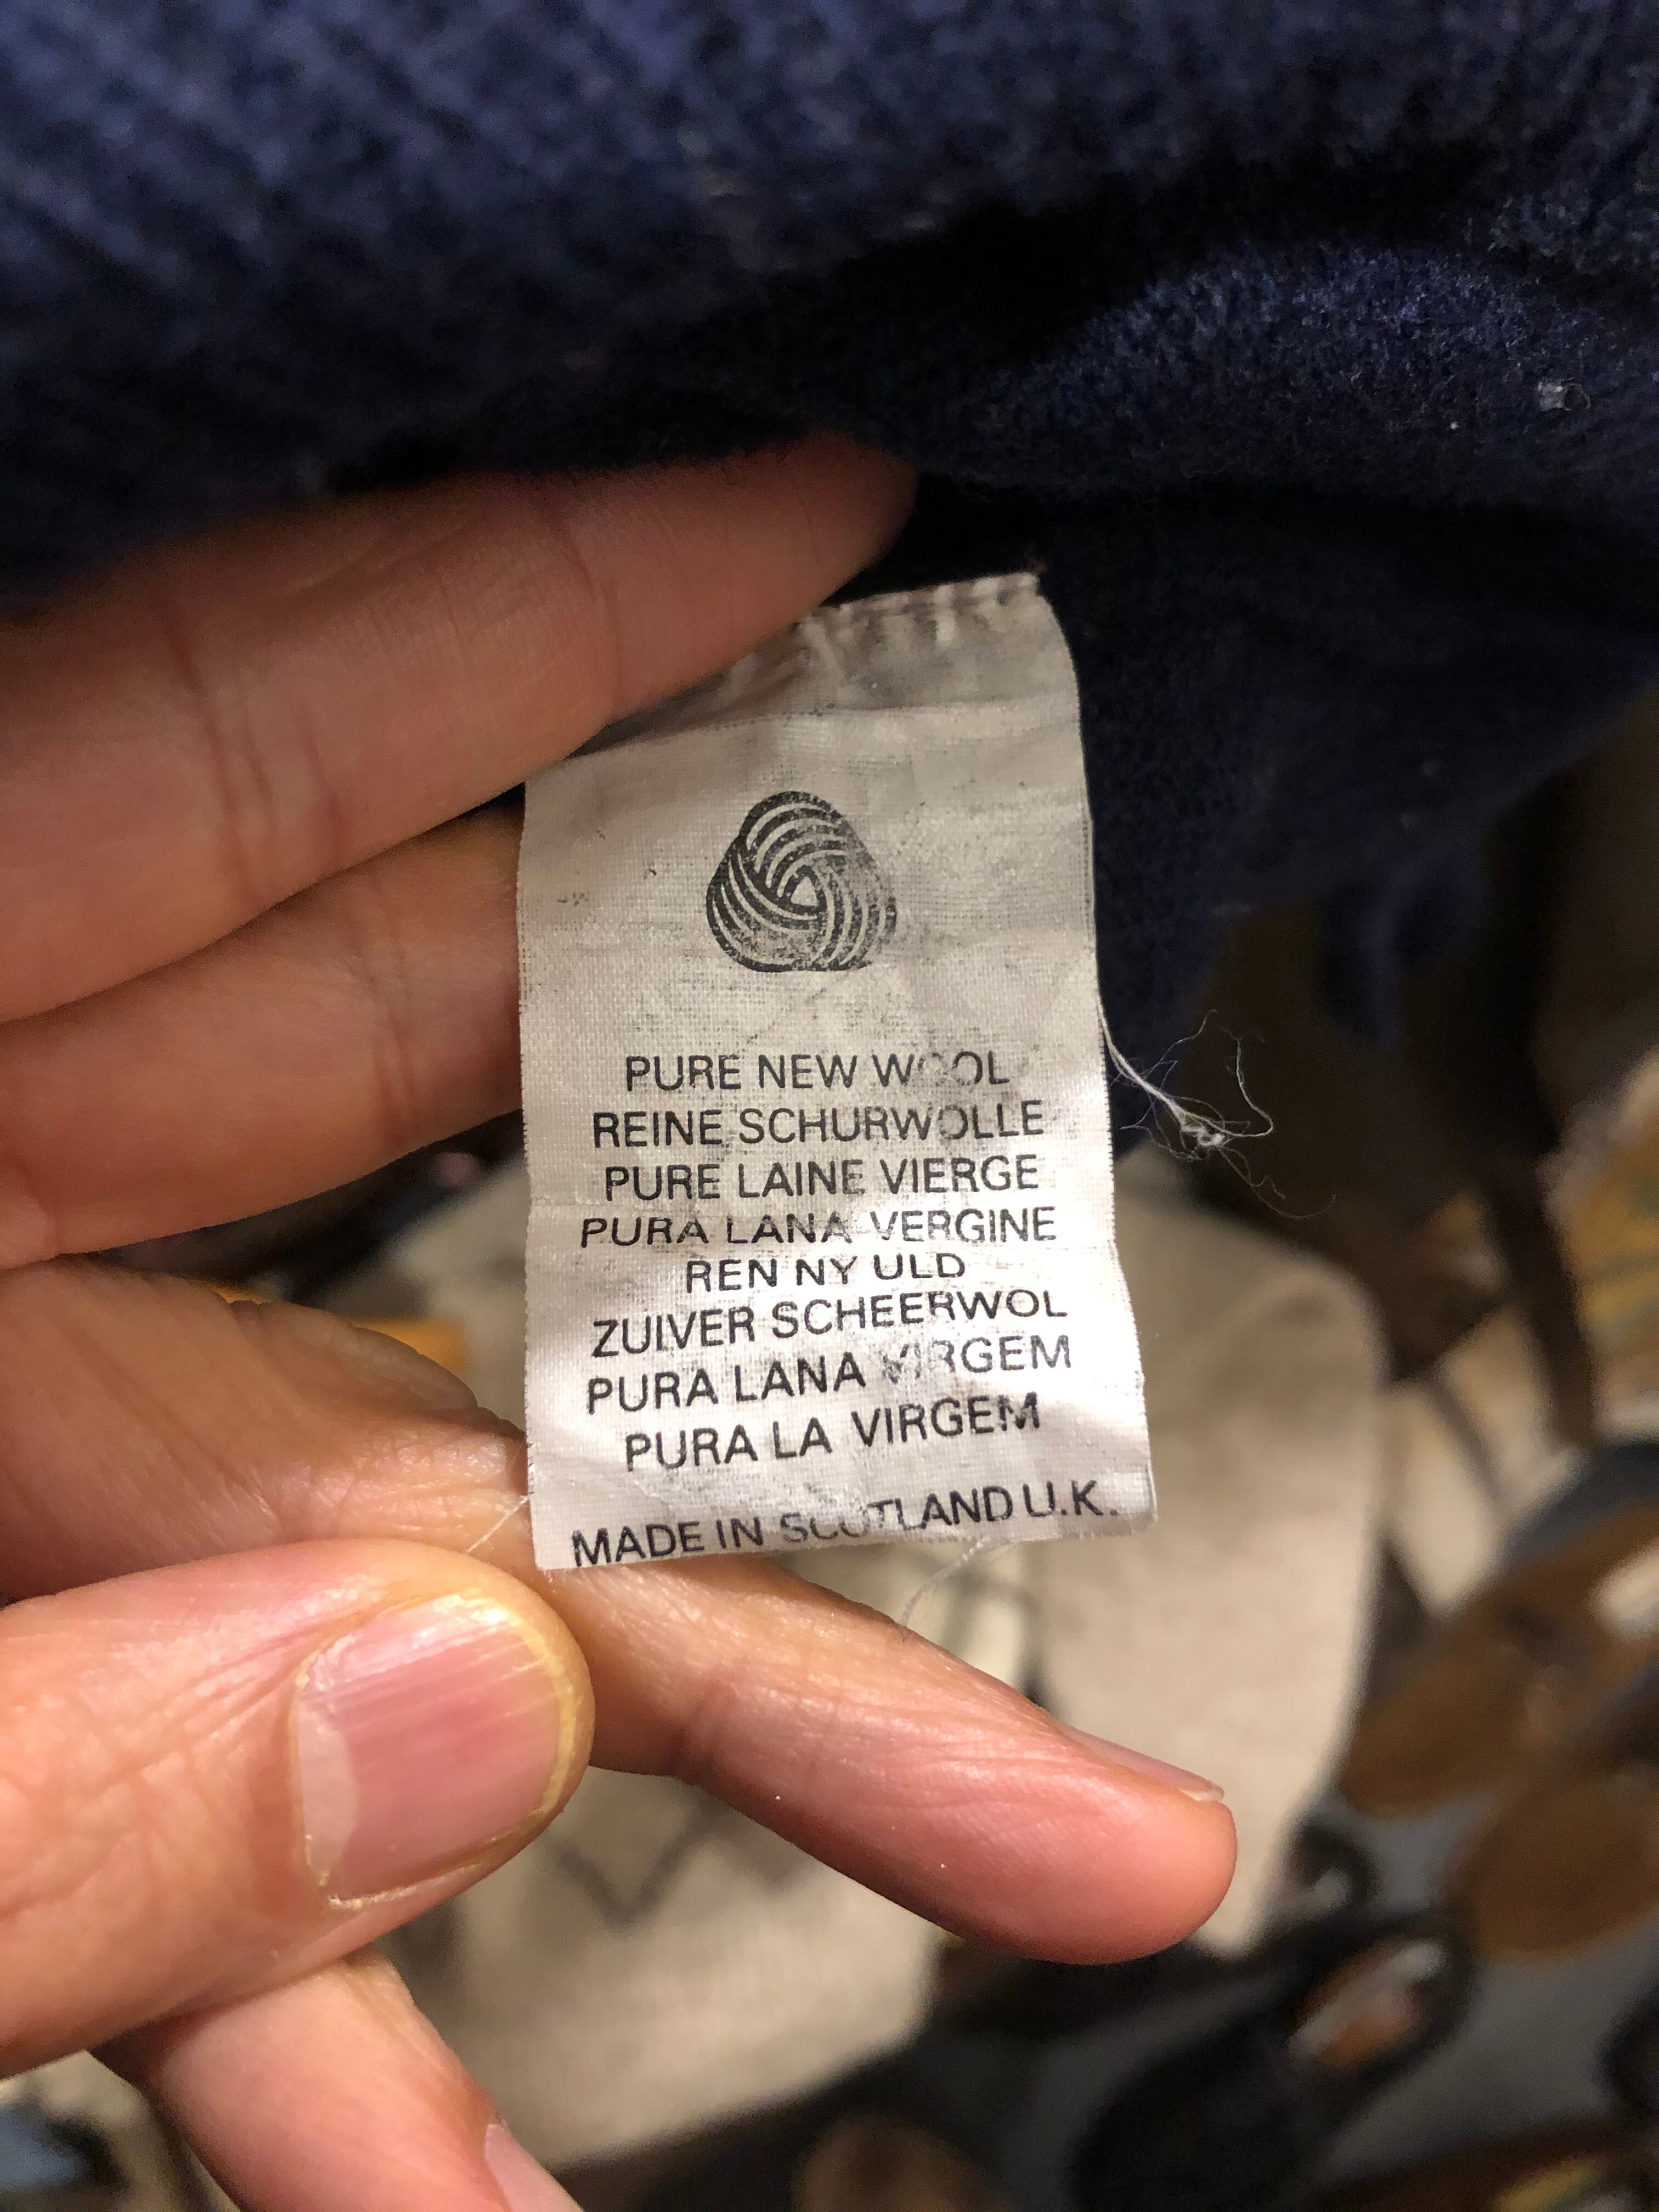 PURE NEW WOOL
REINE SCHURWOLLE
PURE LAINE VIERGE
PURA LANA VERGINE
REN NY ULD
ZUIVER SCHEERWOL
PURA LANA VIRGEM
PURA LA VIRGEM
MADE IN SCOTLAND U.K.